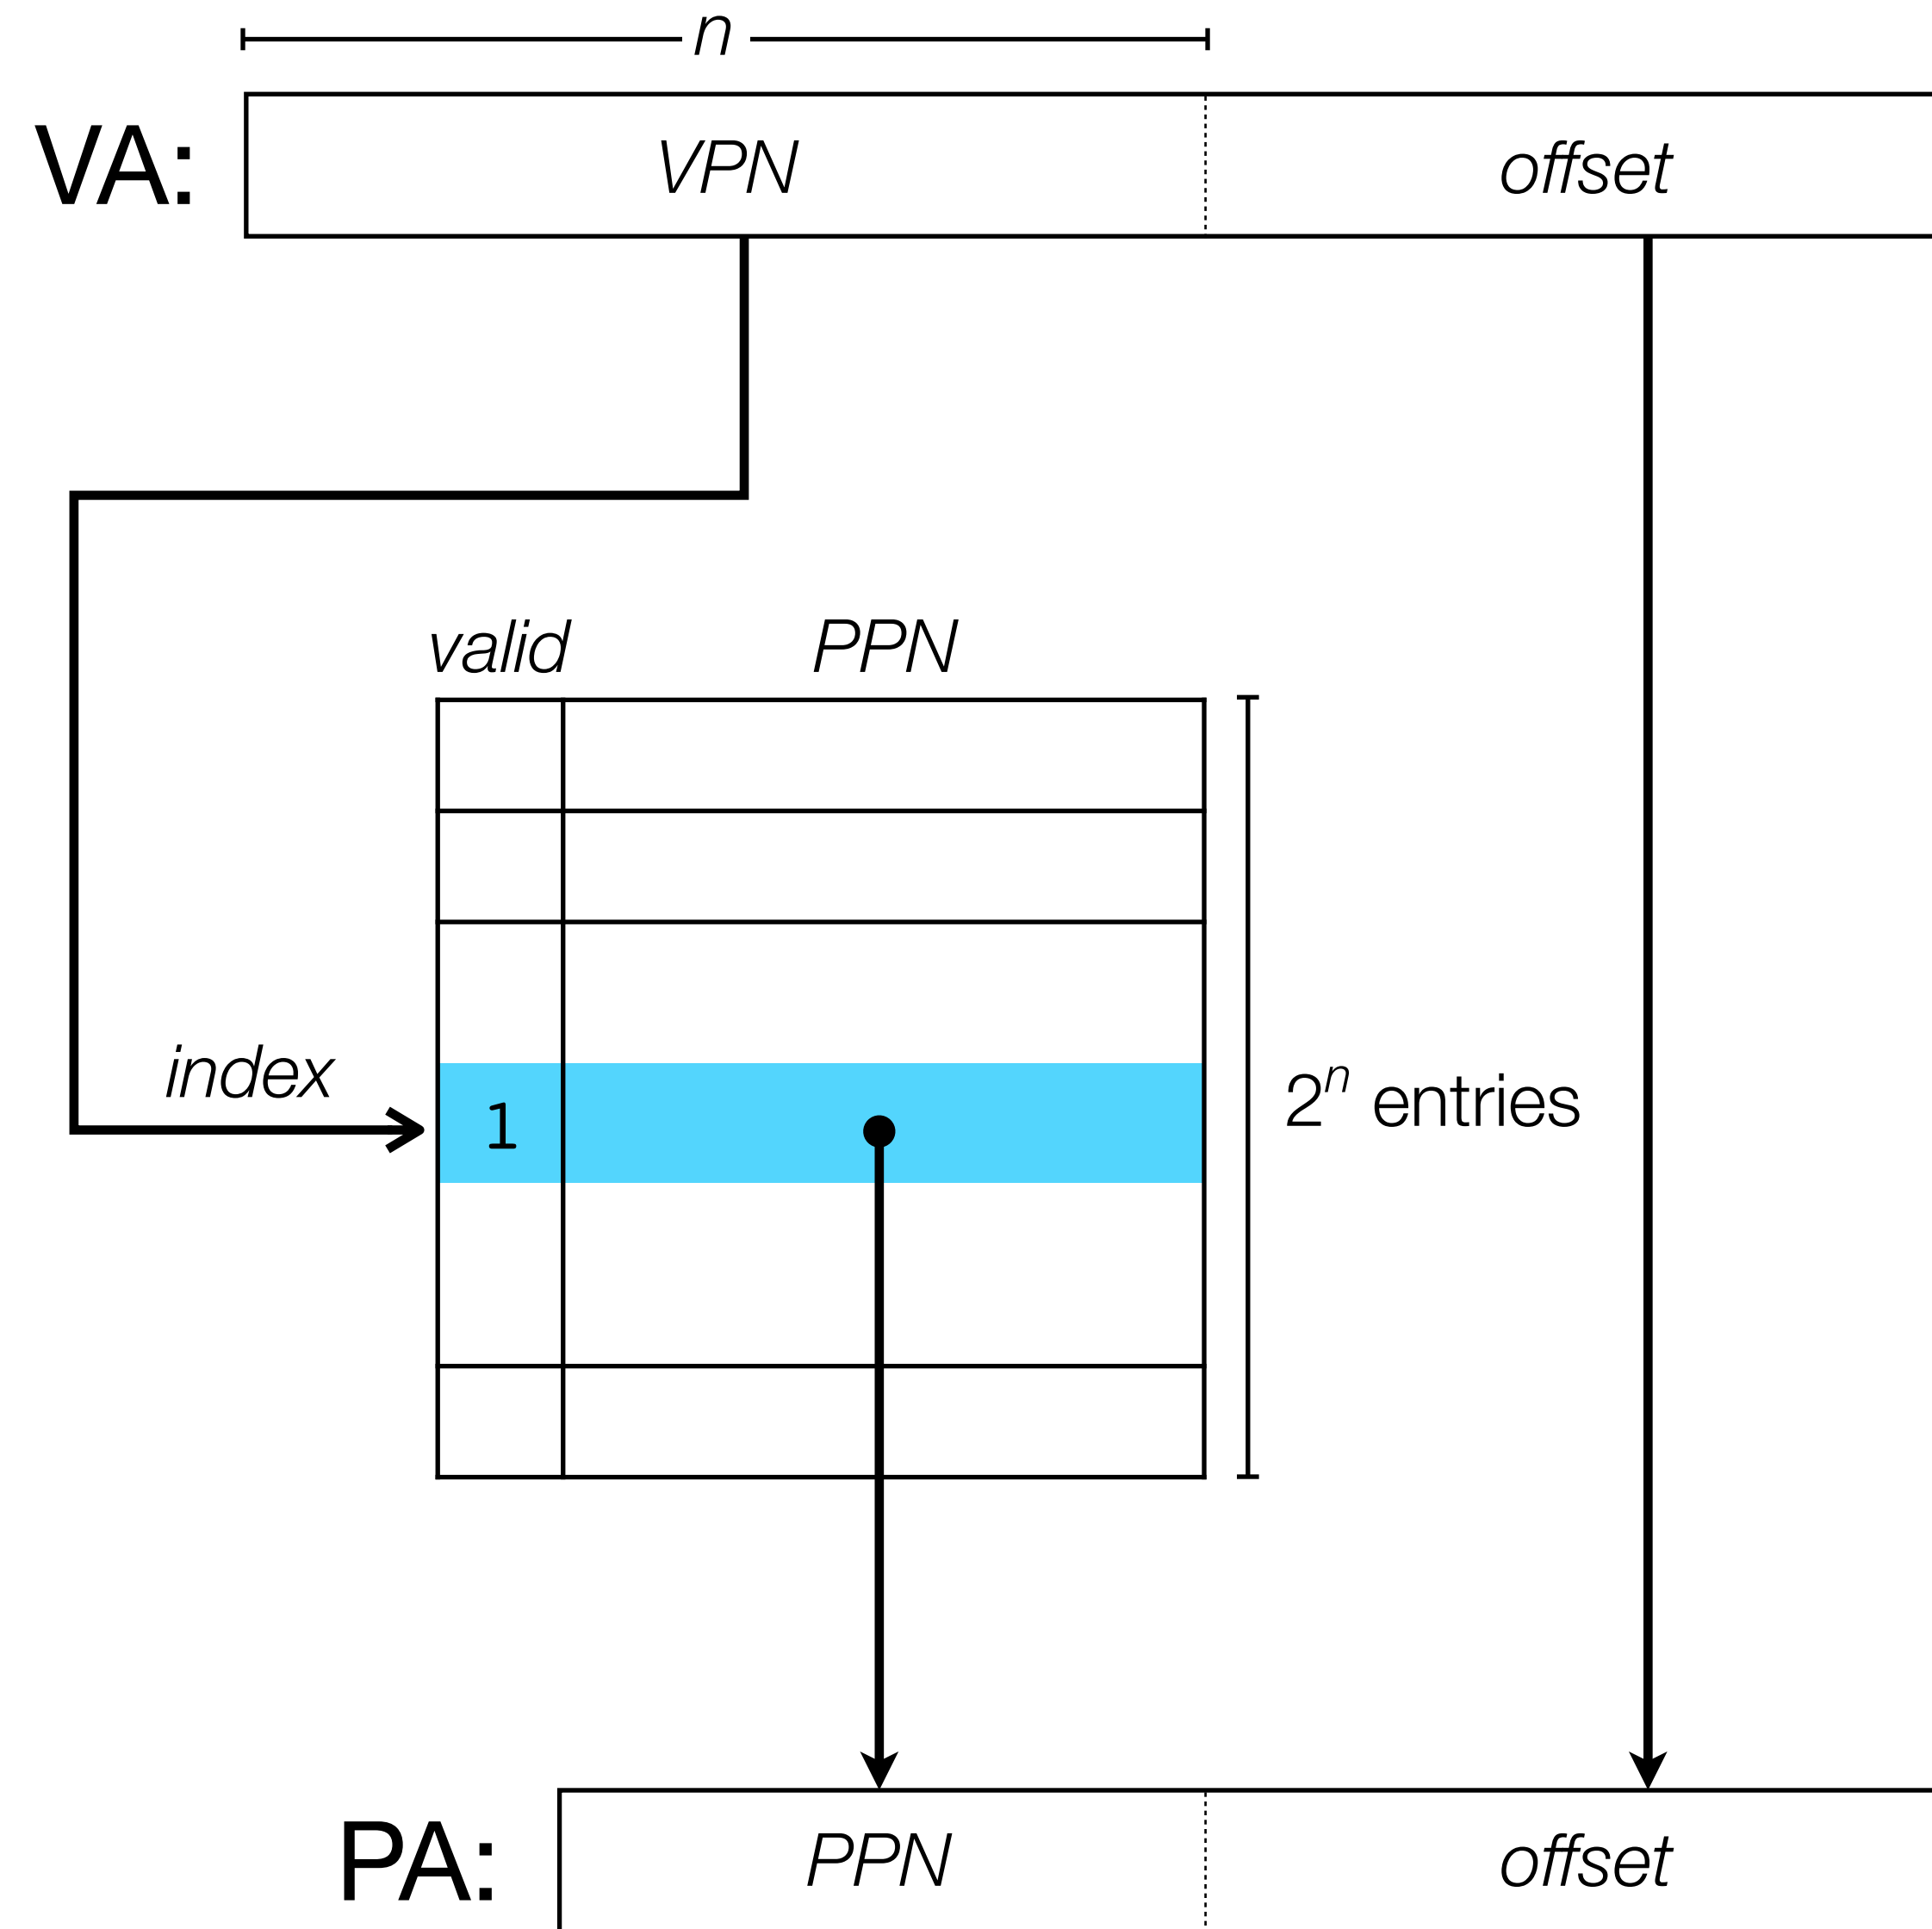 n
VA: VPN offset
valid PPN
index
1
2ⁿ entries
PA: PPN offset